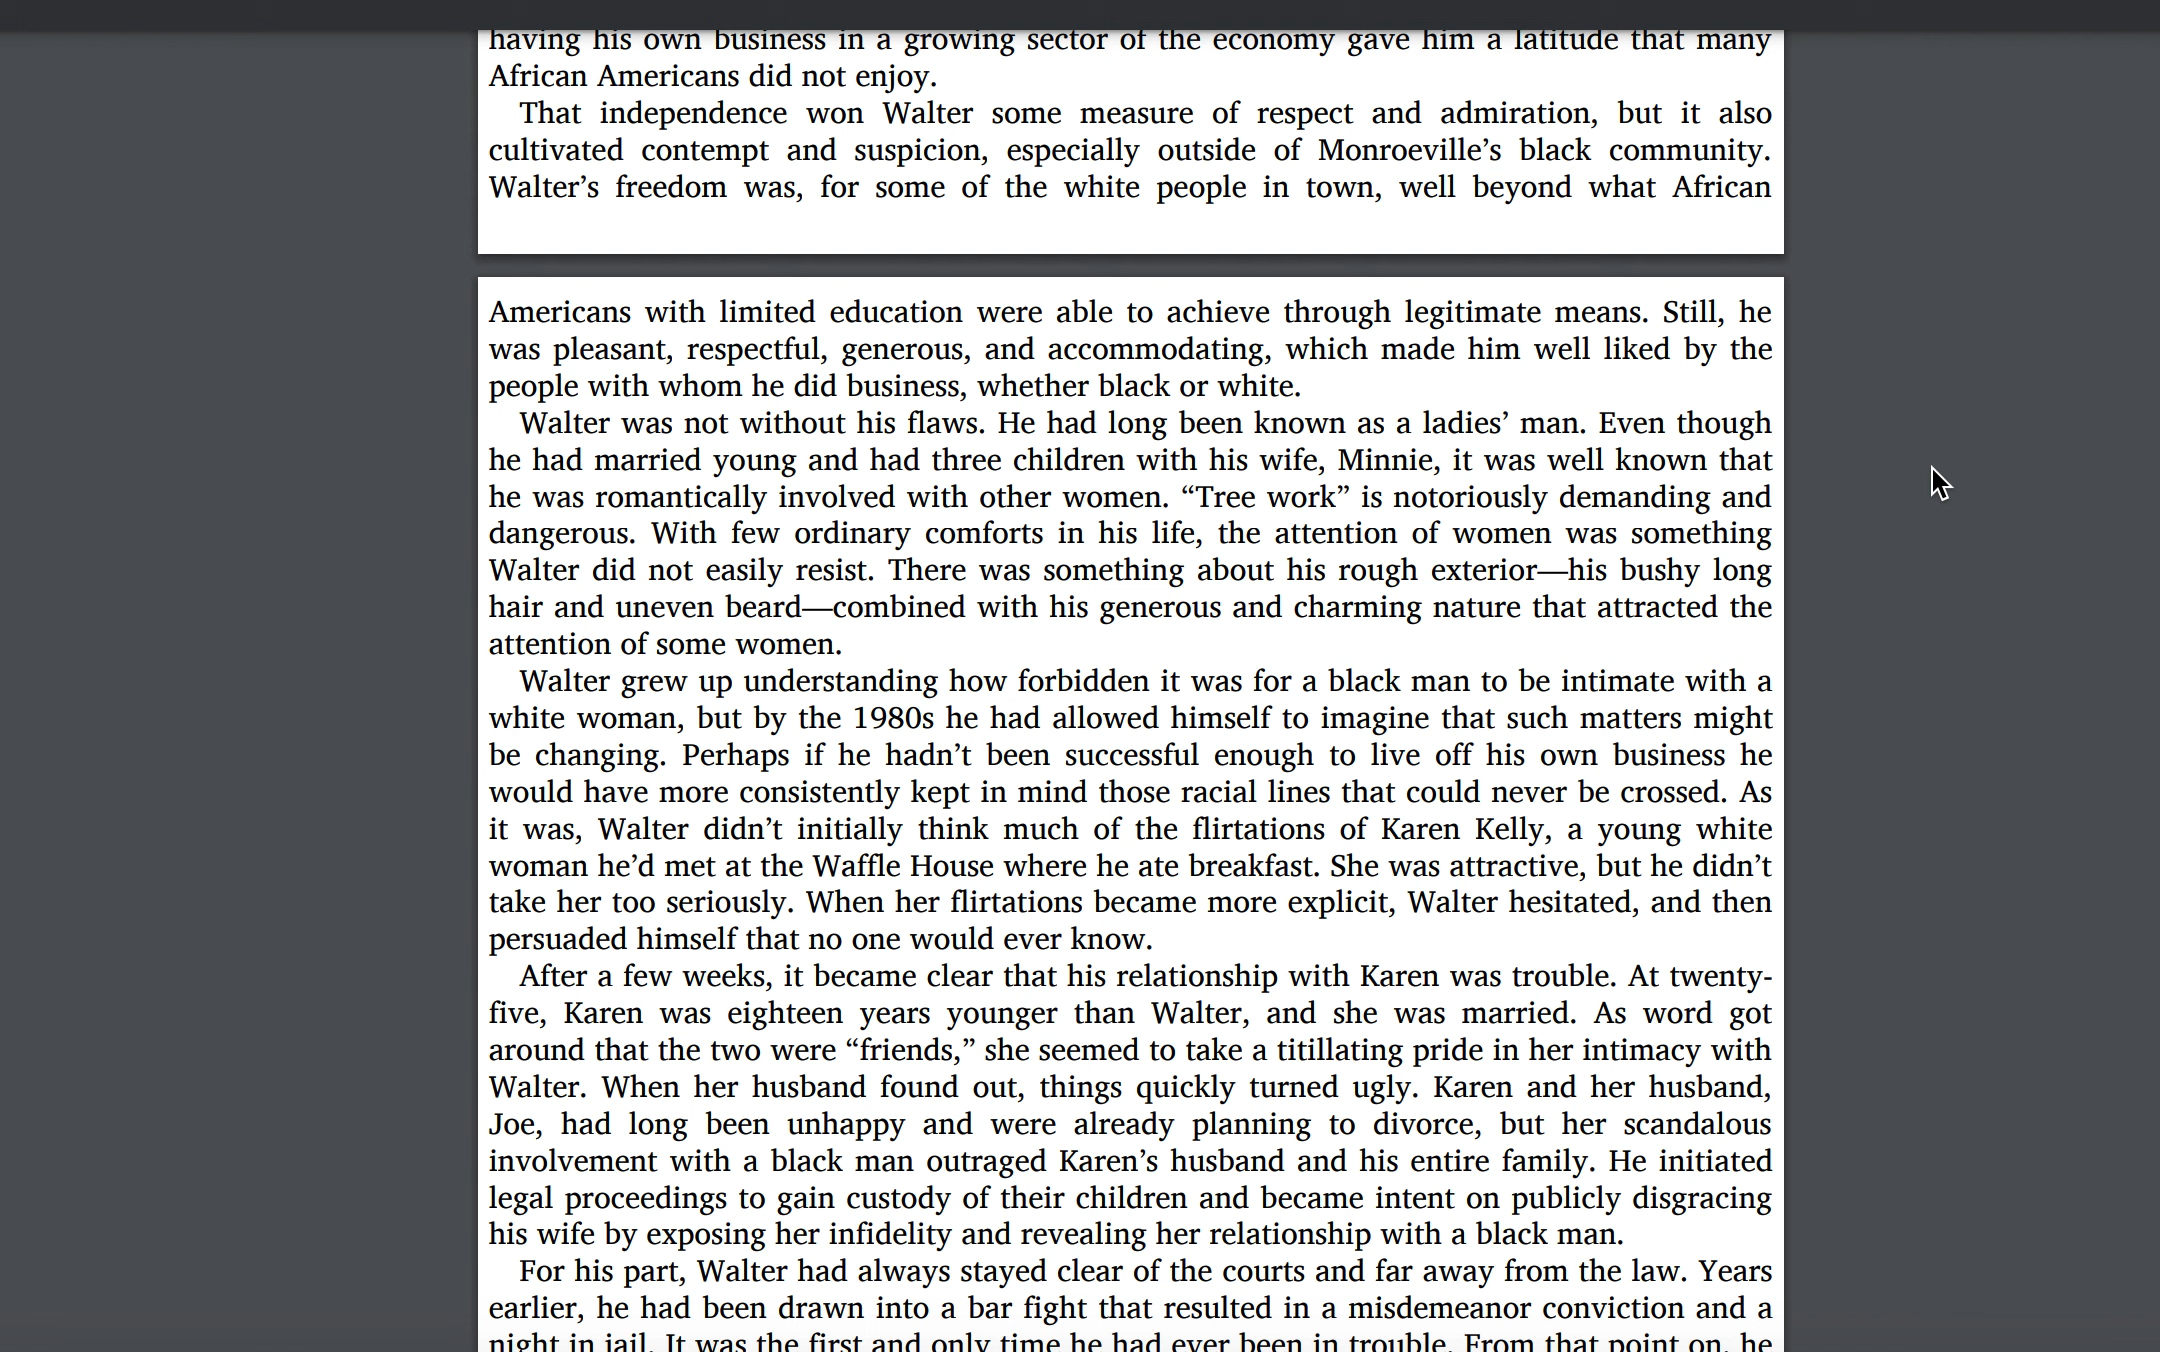 having his own business in a growing sector of the economy gave him a latitude that many
African Americans did not enjoy.
That independence won Walter some measure of respect and admiration, but it also
cultivated contempt and suspicion, especially outside of Monroeville’s black community.
Walter’s freedom was, for some of the white people in town, well beyond what African
Americans with limited education were able to achieve through legitimate means. Still, he
was pleasant, respectful, generous, and accommodating, which made him well liked by the
people with whom he did business, whether black or white.
Walter was not without his flaws. He had long been known as a ladies’ man. Even though
he had married young and had three children with his wife, Minnie, it was well known that
he was romantically involved with other women. “Tree work” is notoriously demanding and
dangerous. With few ordinary comforts in his life, the attention of women was something
Walter did not easily resist. There was something about his rough exterior—his bushy long
hair and uneven beard—combined with his generous and charming nature that attracted the
attention of some women.
Walter grew up understanding how forbidden it was for a black man to be intimate with a
white woman, but by the 1980s he had allowed himself to imagine that such matters might
be changing. Perhaps if he hadn’t been successful enough to live off his own business he
would have more consistently kept in mind those racial lines that could never be crossed. As
it was, Walter didn’t initially think much of the flirtations of Karen Kelly, a young white
woman he’d met at the Waffle House where he ate breakfast. She was attractive, but he didn’t
take her too seriously. When her flirtations became more explicit, Walter hesitated, and then
persuaded himself that no one would ever know.
After a few weeks, it became clear that his relationship with Karen was trouble. At twenty-
five, Karen was eighteen years younger than Walter, and she was married. As word got
around that the two were “friends,” she seemed to take a titillating pride in her intimacy with
Walter. When her husband found out, things quickly turned ugly. Karen and her husband,
Joe, had long been unhappy and were already planning to divorce, but her scandalous
involvement with a black man outraged Karen’s husband and his entire family. He initiated
legal proceedings to gain custody of their children and became intent on publicly disgracing
his wife by exposing her infidelity and revealing her relationship with a black man.
For his part, Walter had always stayed clear of the courts and far away from the law. Years
earlier, he had been drawn into a bar fight that resulted in a misdemeanor conviction and a
night in jail. It was the first and only time he had ever been in trouble. From that point on, he